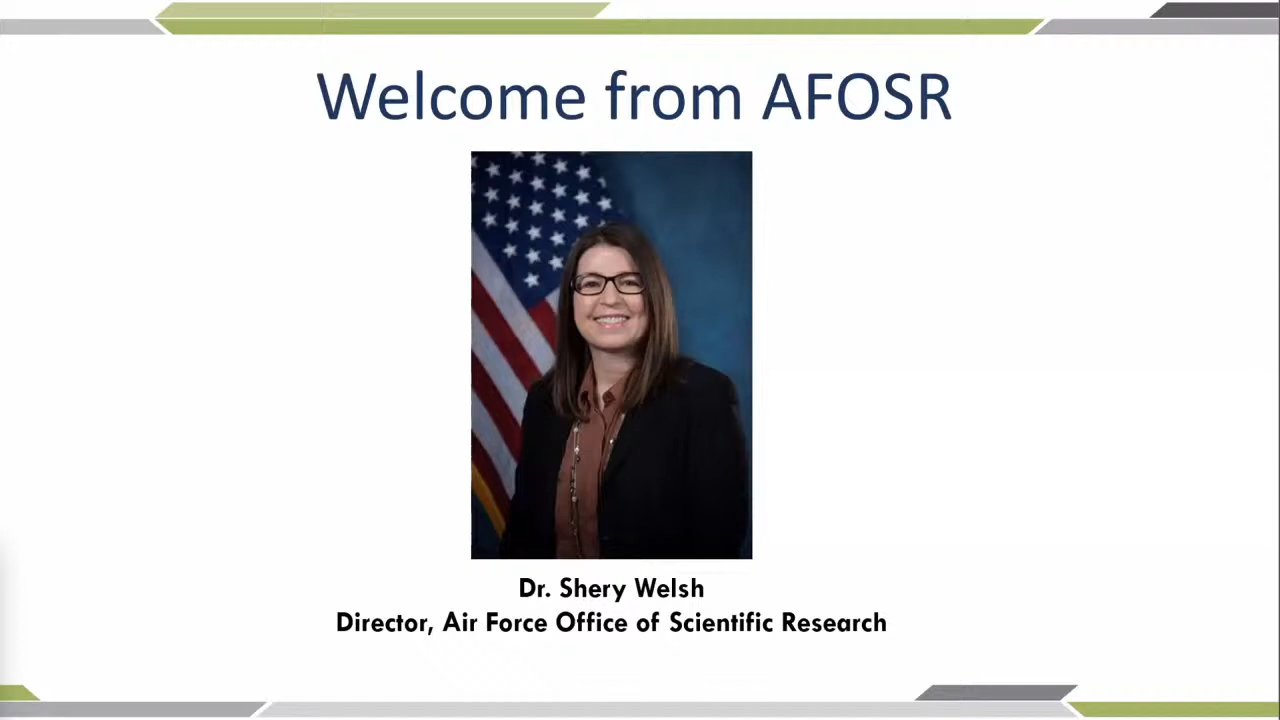 Welcome from AFOSR
Dr. Shery Welsh
Director, Air Force Office of Scientific Research